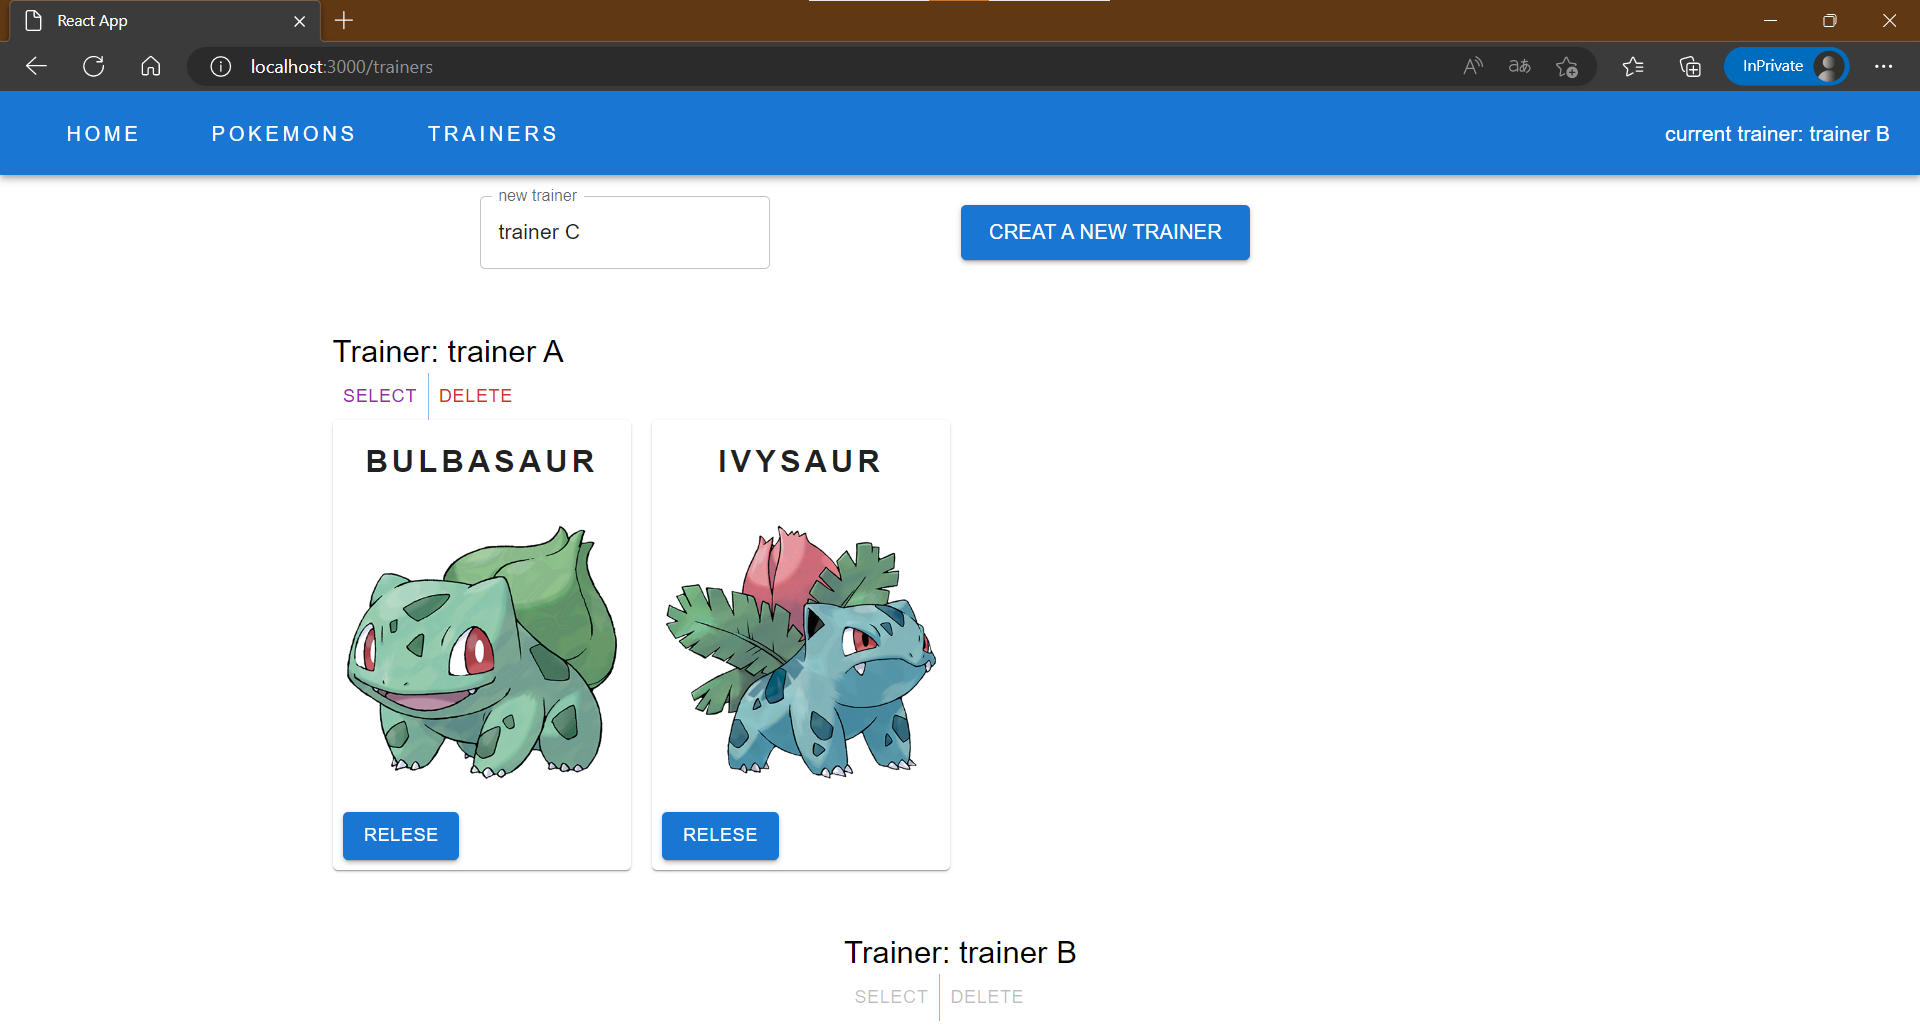 React App
localhost:3000/trainers
InPrivate
HOME POKEMONS TRAINERS current trainer: trainer B
new trainer
trainer C
CREAT A NEW TRAINER
Trainer: trainer A
SELECT DELETE
BULBASAUR IVYSAUR
RELESE RELESE
Trainer: trainer B
SELECT DELETE